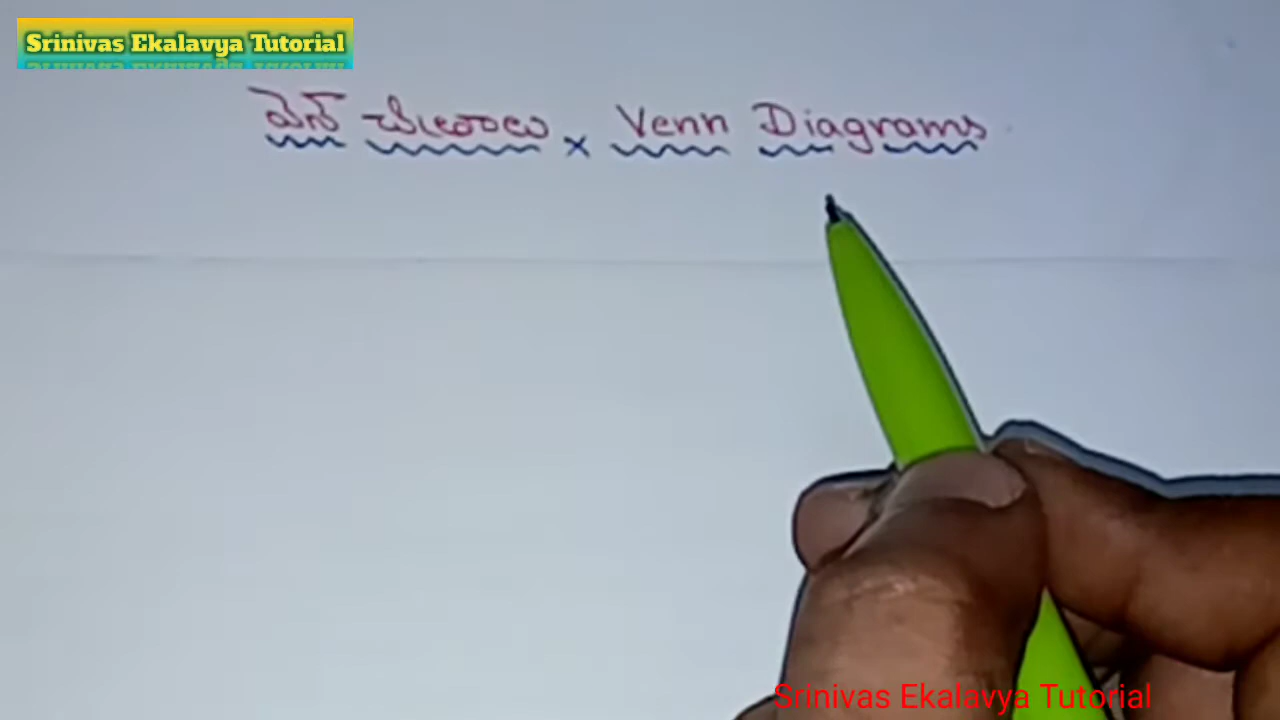 Srinivas Ekalavya Tutorial
వెన్ చిత్రాలు x Venn Diagrams
Srinivas Ekalavya Tutorial